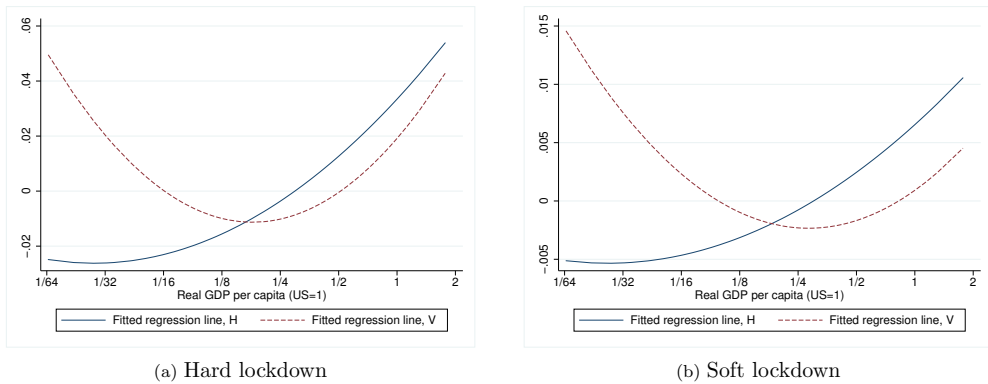 .06
.04
.02
0
-.02
1/64 1/32 1/16 1/8 1/4 1/2 1 2
Real GDP per capita (US=1)
Fitted regression line, H Fitted regression line, V
(a) Hard lockdown
.015
.01
.005
0
-.005
1/64 1/32 1/16 1/8 1/4 1/2 1 2
Real GDP per capita (US=1)
Fitted regression line, H Fitted regression line, V
(b) Soft lockdown